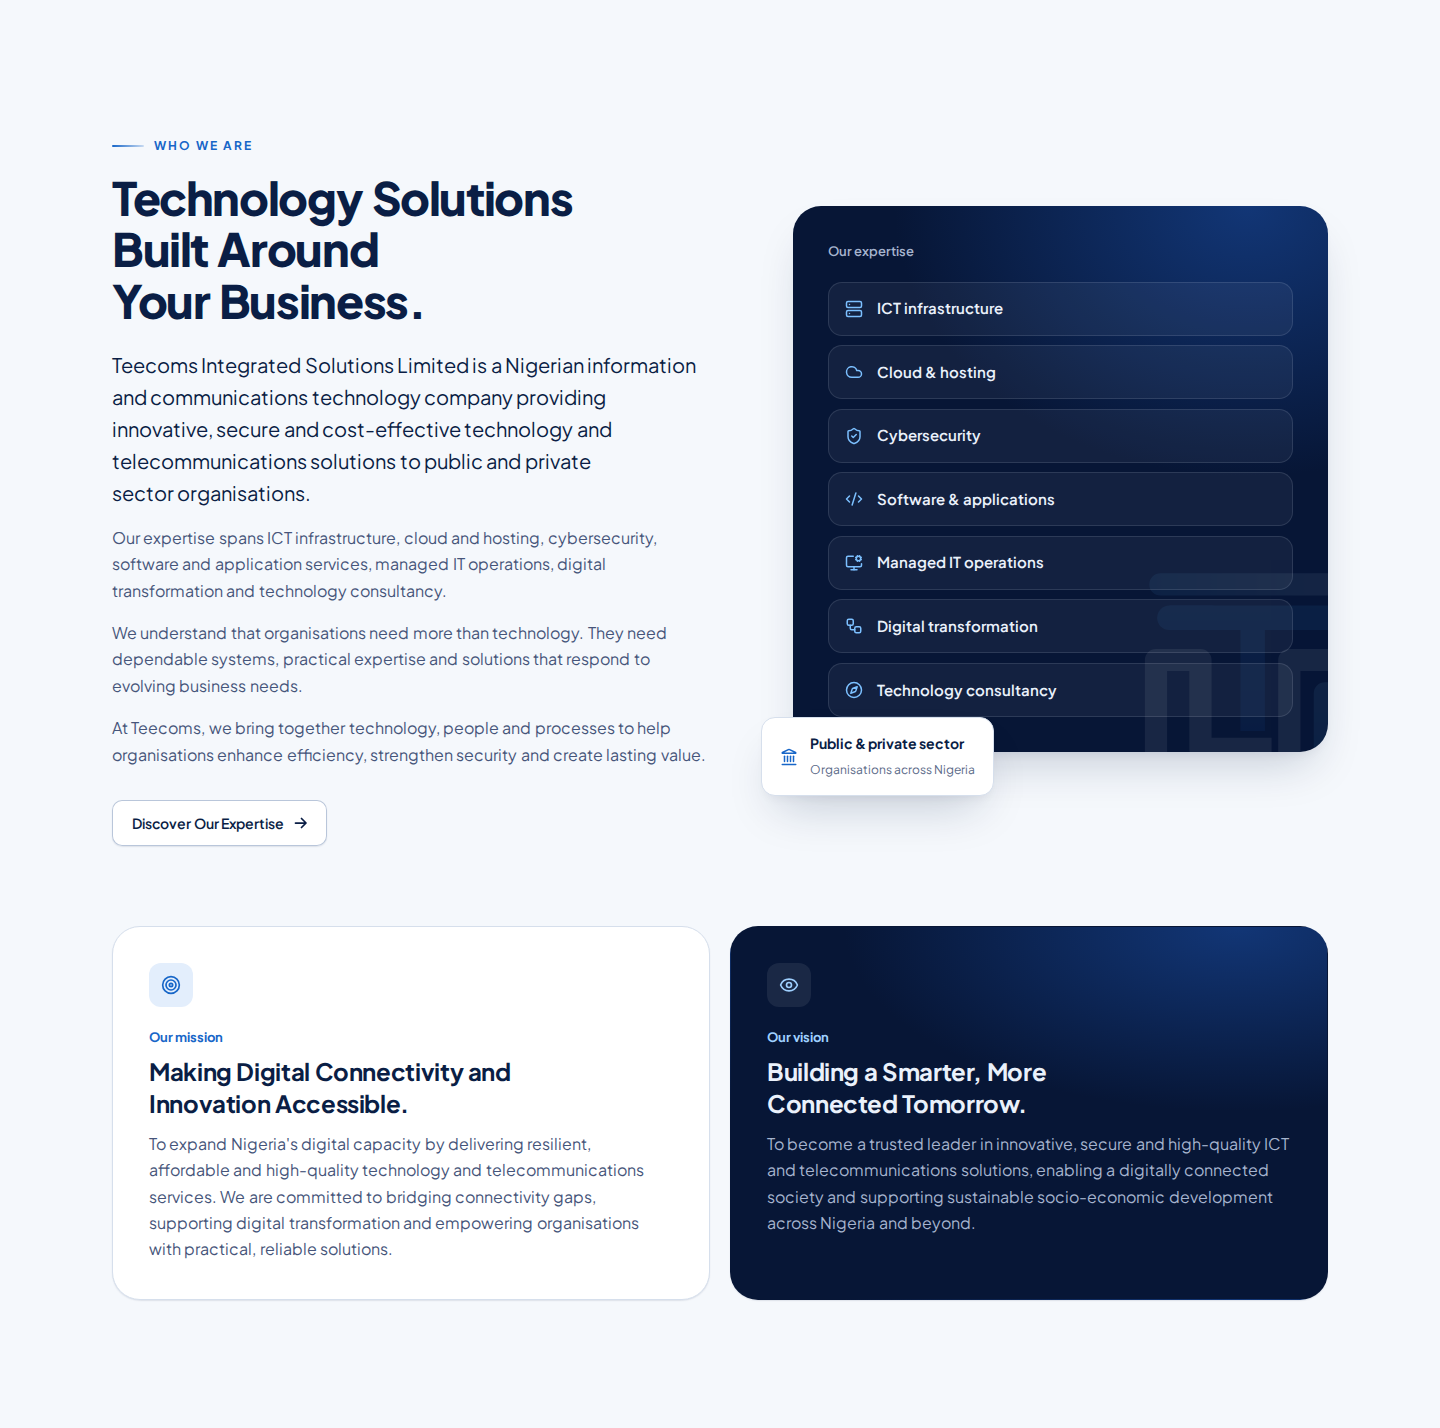 WHO WE ARE
Technology Solutions
Built Around
Your Business.
Teecoms Integrated Solutions Limited is a Nigerian information
and communications technology company providing
innovative, secure and cost-effective technology and
telecommunications solutions to public and private
sector organisations.
Our expertise spans ICT infrastructure, cloud and hosting, cybersecurity,
software and application services, managed IT operations, digital
transformation and technology consultancy.
We understand that organisations need more than technology. They need
dependable systems, practical expertise and solutions that respond to
evolving business needs.
At Teecoms, we bring together technology, people and processes to help
organisations enhance efficiency, strengthen security and create lasting value.
Discover Our Expertise
Our expertise
ICT infrastructure
Cloud & hosting
Cybersecurity
Software & applications
Managed IT operations
Digital transformation
Technology consultancy
Public & private sector
Organisations across Nigeria
Our mission
Making Digital Connectivity and
Innovation Accessible.
To expand Nigeria's digital capacity by delivering resilient,
affordable and high-quality technology and telecommunications
services. We are committed to bridging connectivity gaps,
supporting digital transformation and empowering organisations
with practical, reliable solutions.
Our vision
Building a Smarter, More
Connected Tomorrow.
To become a trusted leader in innovative, secure and high-quality ICT
and telecommunications solutions, enabling a digitally connected
society and supporting sustainable socio-economic development
across Nigeria and beyond.